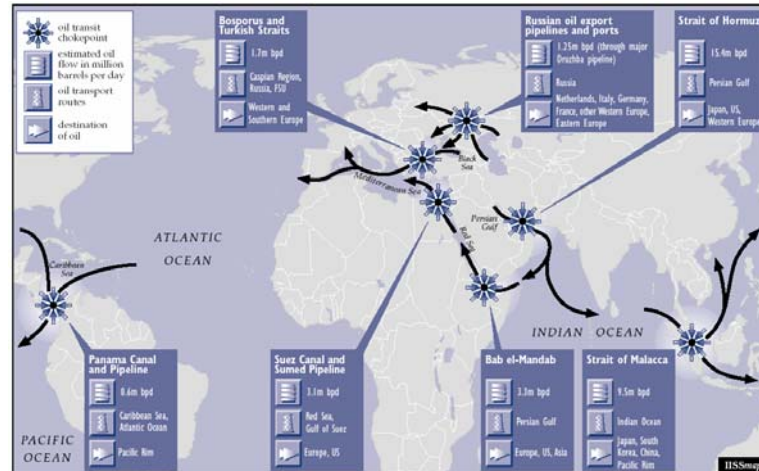 oil transit
chokepoint
estimated oil
flow in million
barrels per day
oil transport
routes
destination
of oil
Bosporus and
Turkish Straits
1.7m bpd
Caspian Region,
Russia, FSU
Western and
Southern Europe
Russian oil export
pipelines and ports
1.25m bpd (through major
Druzhba pipeline)
Russia
Netherlands, Italy, Germany,
France, other Western Europe,
Eastern Europe
Strait of Hormuz
15.4m bpd
Persian Gulf
Japan, US,
Western Europe
Black
Sea
Mediterranean Sea
Persian
Gulf
Red Sea
ATLANTIC
OCEAN
Caribbean
Sea
INDIAN OCEAN
Panama Canal
and Pipeline
0.6m bpd
Caribbean Sea,
Atlantic Ocean
Pacific Rim
Suez Canal and
Sumed Pipeline
3.1m bpd
Red Sea,
Gulf of Suez
Europe, US
Bab el-Mandab
3.3m bpd
Persian Gulf
Europe, US, Asia
Strait of Malacca
9.5m bpd
Indian Ocean
Japan, South
Korea, China,
Pacific Rim
PACIFIC
OCEAN
IISSmaps